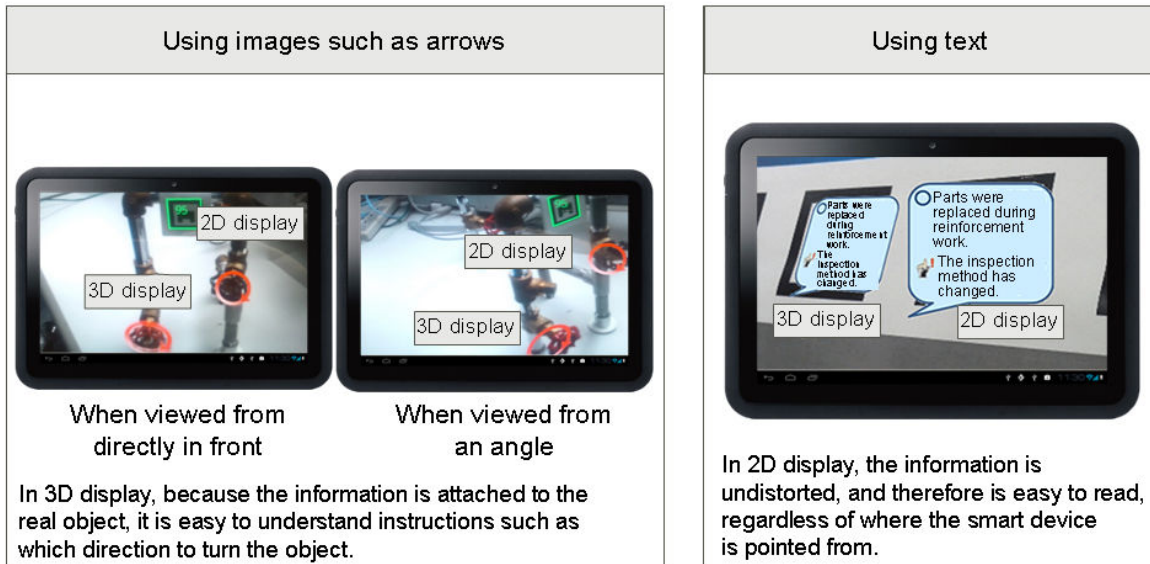 Using images such as arrows
95
2D display
3D display
95
2D display
3D display
When viewed from
directly in front
When viewed from
an angle
In 3D display, because the information is attached to the
real object, it is easy to understand instructions such as
which direction to turn the object.
Using text
Parts were
replaced
during
reinforcement
work.
The
inspection
method has
changed.
3D display
Parts were
replaced during
reinforcement
work.
The inspection
method has
changed.
2D display
11:30
In 2D display, the information is
undistorted, and therefore is easy to read,
regardless of where the smart device
is pointed from.